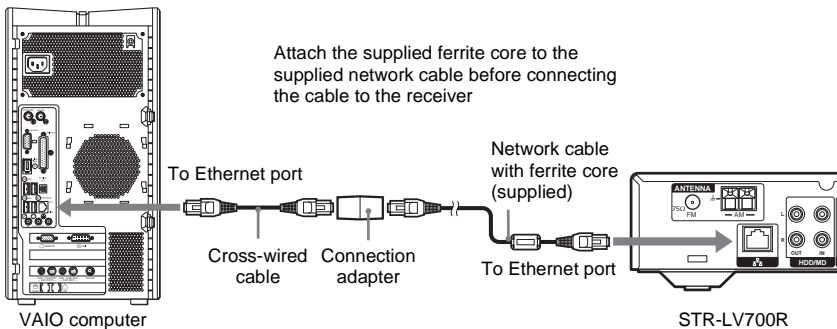 Attach the supplied ferrite core to the
supplied network cable before connecting
the cable to the receiver
Network cable
with ferrite core
(supplied)
To Ethernet port
Cross-wired
cable
Connection
adapter
To Ethernet port
ANTENNA
75Ω
FM
AM
L
R
OUT
IN
HDD/MD
VAIO computer
STR-LV700R